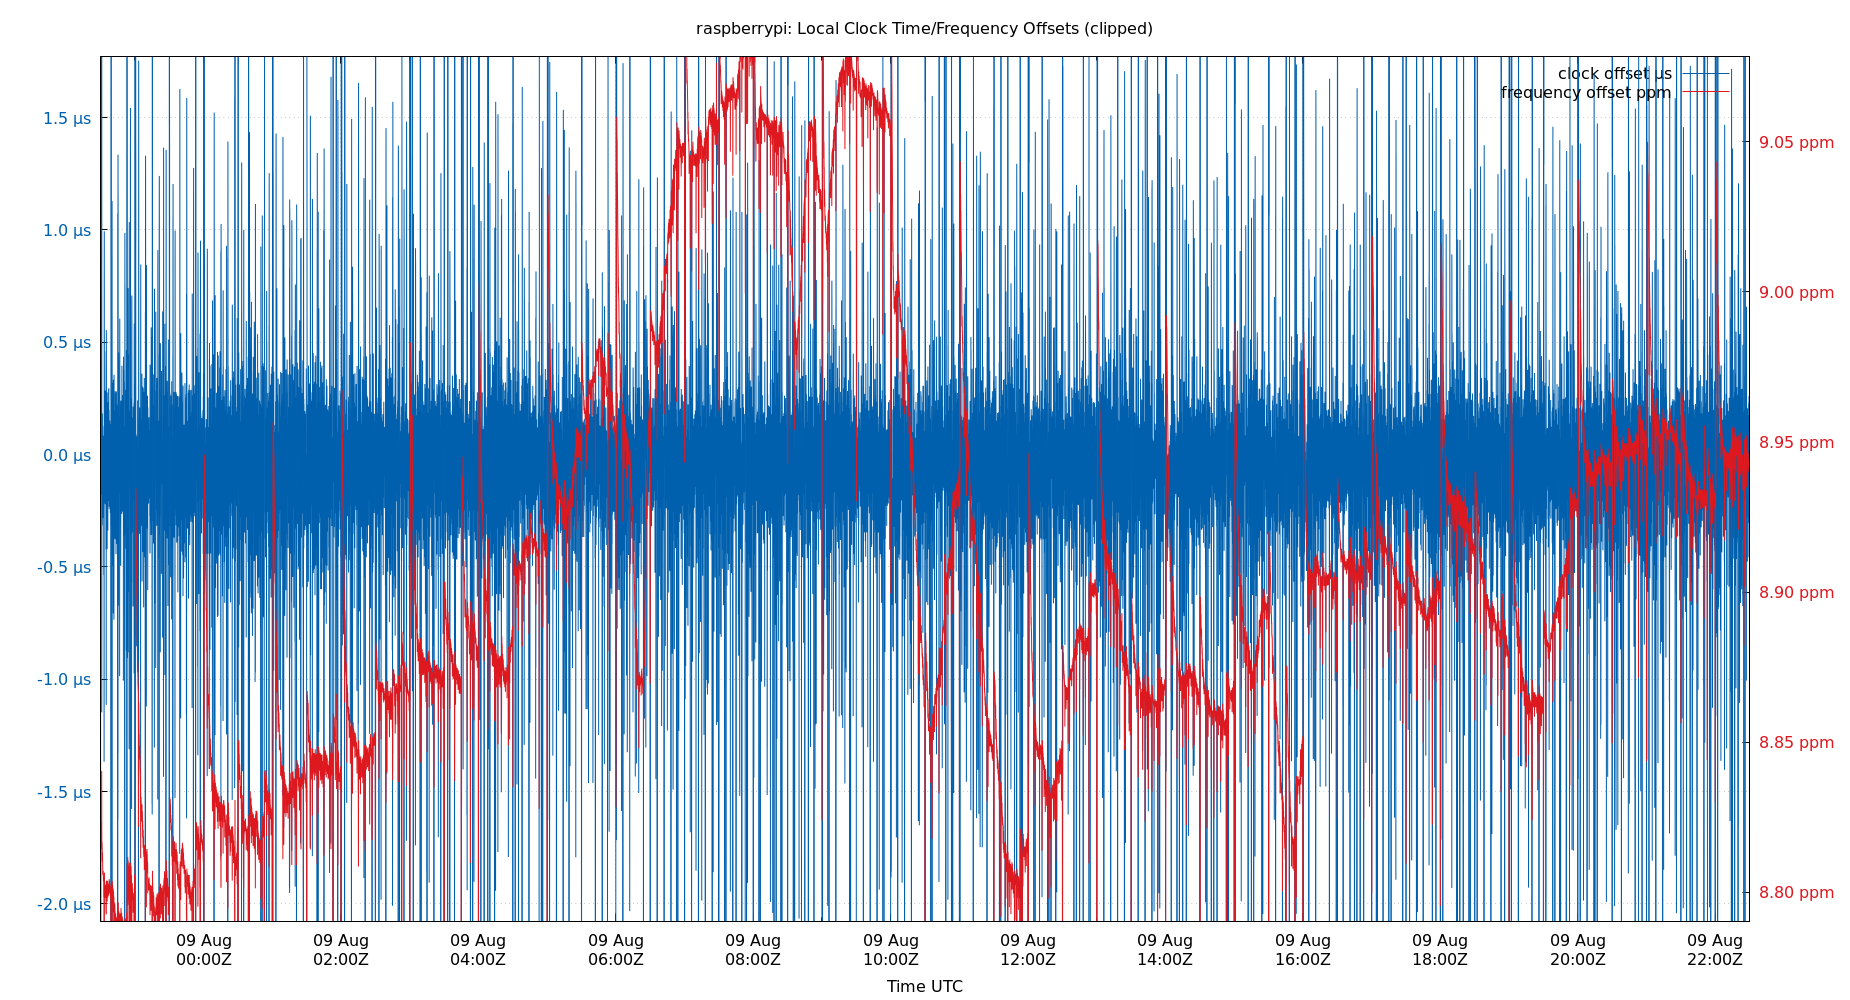 raspberrypi: Local Clock Time/Frequency Offsets (clipped)
clock offset µs
frequency offset ppm
1.5 µs
1.0 µs
0.5 µs
0.0 µs
-0.5 µs
-1.0 µs
-1.5 µs
-2.0 µs
9.05 ppm
9.00 ppm
8.95 ppm
8.90 ppm
8.85 ppm
8.80 ppm
09 Aug 09 Aug 09 Aug 09 Aug 09 Aug 09 Aug 09 Aug 09 Aug 09 Aug 09 Aug 09 Aug 09 Aug
00:00Z 02:00Z 04:00Z 06:00Z 08:00Z 10:00Z 12:00Z 14:00Z 16:00Z 18:00Z 20:00Z 22:00Z
Time UTC